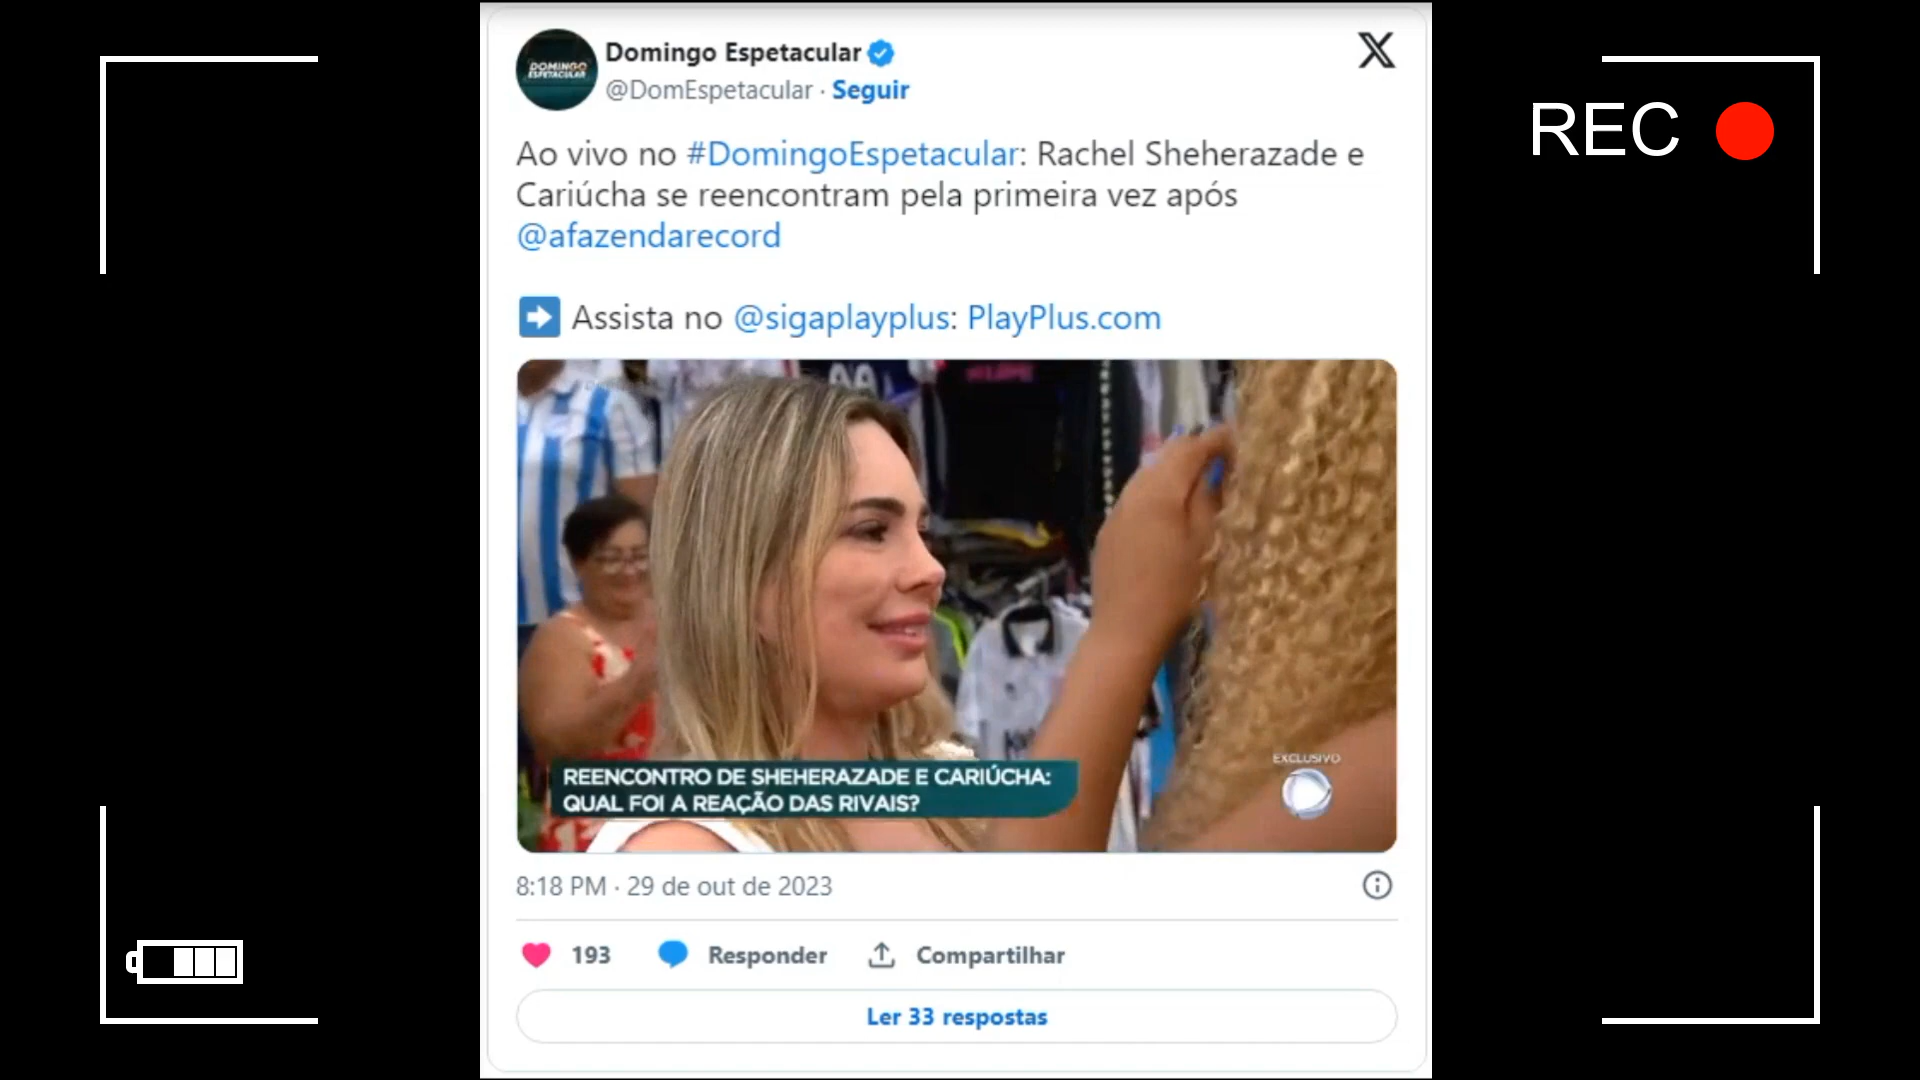 Domingo Espetacular
@DomEspetacular · Seguir
REC
Ao vivo no #DomingoEspetacular: Rachel Sheherazade e
Cariúcha se reencontram pela primeira vez após
@afazendarecord
Assista no @sigaplayplus: PlayPlus.com
EXCLUSIVO
REENCONTRO DE SHEHERAZADE E CARIÚCHA:
QUAL FOI A REAÇÃO DAS RIVAIS?
8:18 PM · 29 de out de 2023
193 Responder Compartilhar
Ler 33 respostas